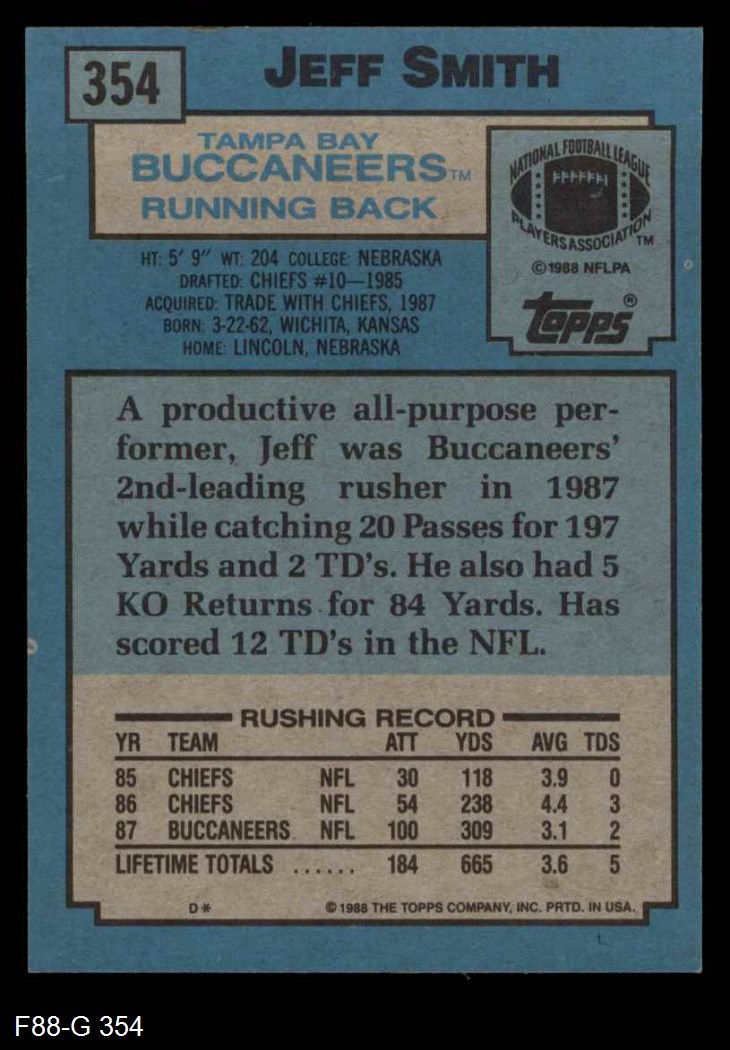 354
JEFF SMITH
TAMPA BAY
BUCCANEERS™
RUNNING BACK
NATIONAL FOOTBALL LEAGUE
PLAYERS ASSOCIATION™
©1988 NFLPA
topps®
HT: 5' 9" WT: 204 COLLEGE: NEBRASKA
DRAFTED: CHIEFS #10—1985
ACQUIRED: TRADE WITH CHIEFS, 1987
BORN: 3-22-62, WICHITA, KANSAS
HOME: LINCOLN, NEBRASKA
A productive all-purpose per-
former, Jeff was Buccaneers'
2nd-leading rusher in 1987
while catching 20 Passes for 197
Yards and 2 TD's. He also had 5
KO Returns for 84 Yards. Has
scored 12 TD's in the NFL.
RUSHING RECORD
YR TEAM ATT YDS AVG TDS
85 CHIEFS NFL 30 118 3.9 0
86 CHIEFS NFL 54 238 4.4 3
87 BUCCANEERS NFL 100 309 3.1 2
LIFETIME TOTALS ...... 184 665 3.6 5
D* ©1988 THE TOPPS COMPANY, INC. PRTD. IN USA.
F88-G 354